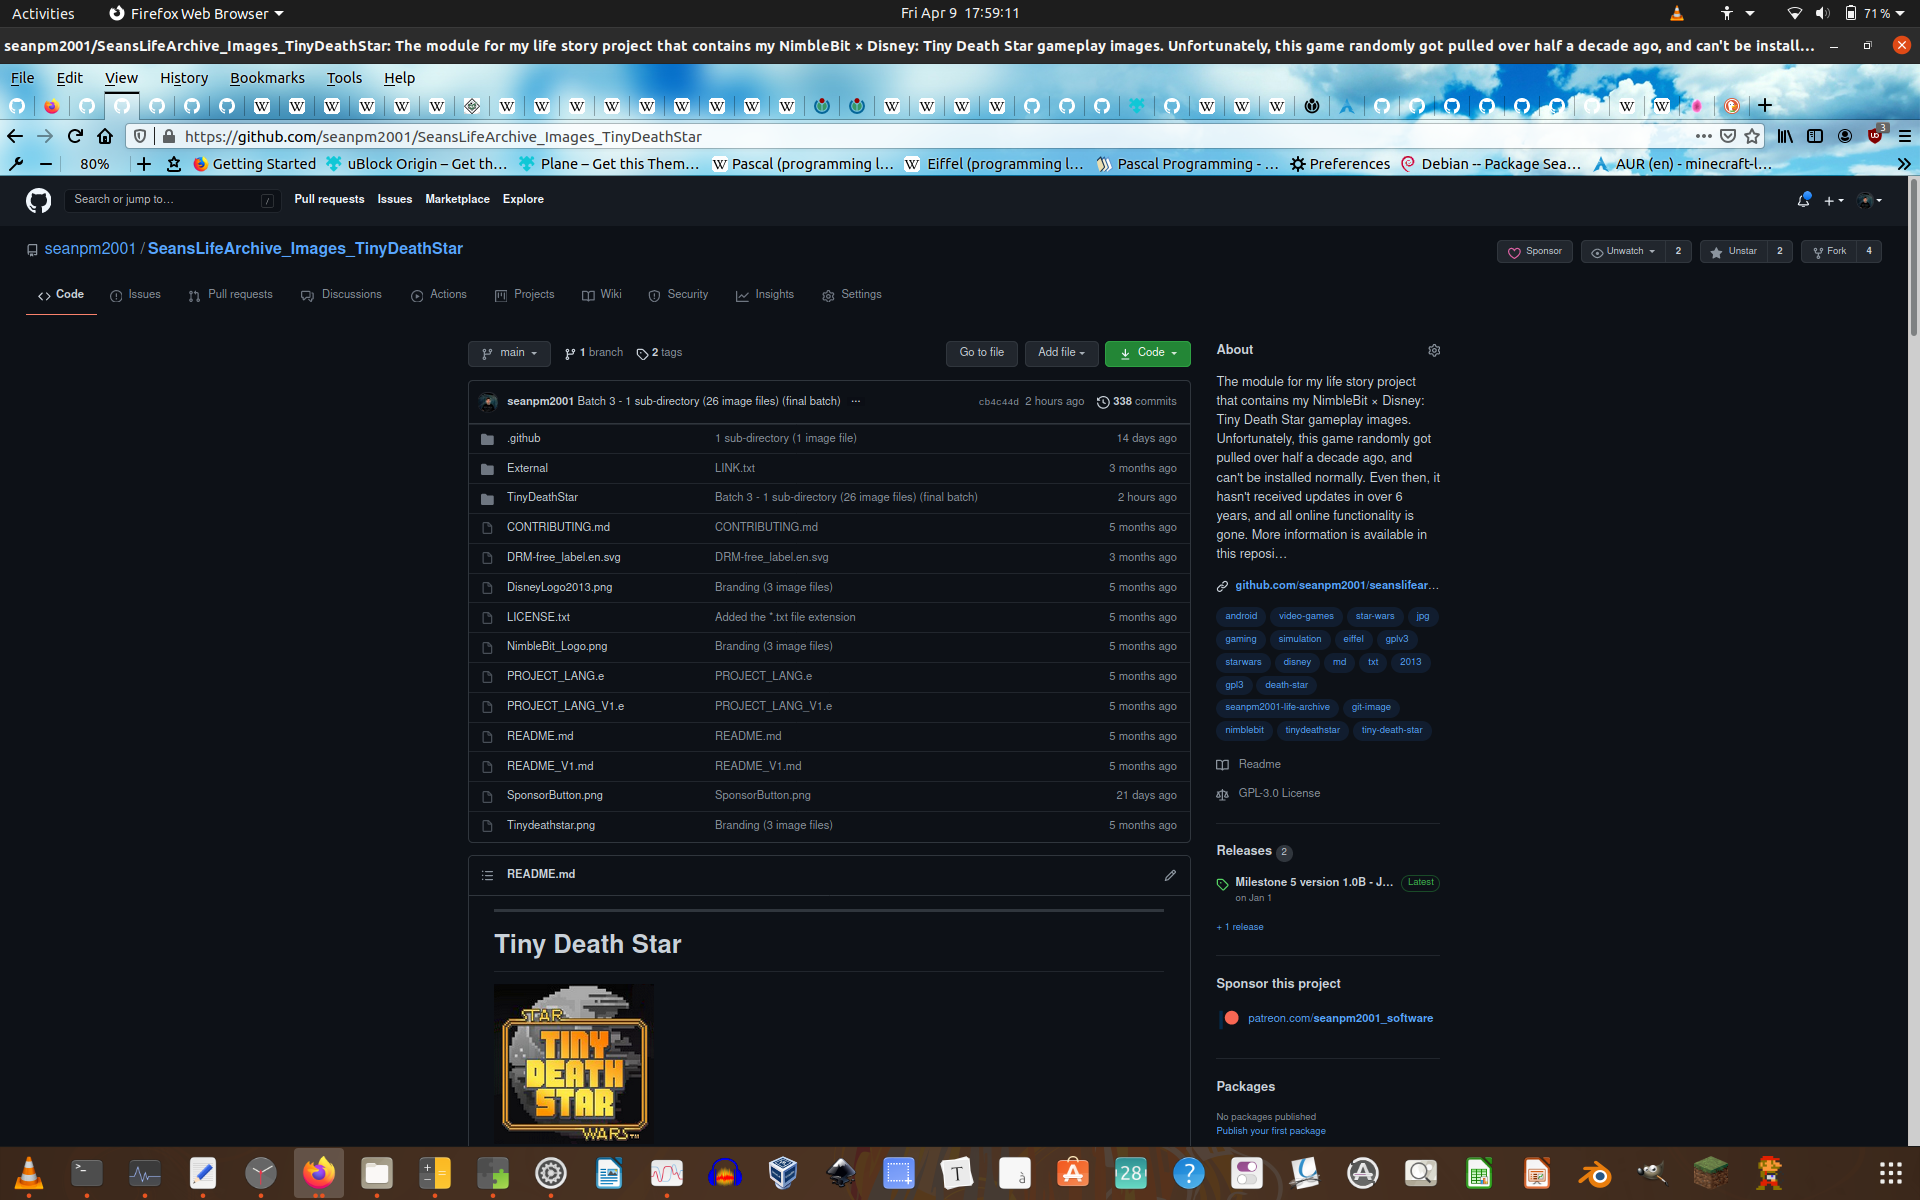 Activities Firefox Web Browser Fri Apr 9 17:59:11 71 %
seanpm2001/SeansLifeArchive_Images_TinyDeathStar: The module for my life story project that contains my NimbleBit × Disney: Tiny Death Star gameplay images. Unfortunately, this game randomly got pulled over half a decade ago, and can't be install…
File Edit View History Bookmarks Tools Help
https://github.com/seanpm2001/SeansLifeArchive_Images_TinyDeathStar 3
80% Getting Started uBlock Origin – Get th… Plane – Get this Them… Pascal (programming l… Eiffel (programming l… Pascal Programming - … Preferences Debian -- Package Sea… AUR (en) - minecraft-l…
Search or jump to… / Pull requests Issues Marketplace Explore
seanpm2001 / SeansLifeArchive_Images_TinyDeathStar Sponsor Unwatch 2 Unstar 2 Fork 4
Code Issues Pull requests Discussions Actions Projects Wiki Security Insights Settings
main 1 branch 2 tags Go to file Add file Code
seanpm2001 Batch 3 - 1 sub-directory (26 image files) (final batch) … cb4c44d 2 hours ago 338 commits
.github 1 sub-directory (1 image file) 14 days ago
External LINK.txt 3 months ago
TinyDeathStar Batch 3 - 1 sub-directory (26 image files) (final batch) 2 hours ago
CONTRIBUTING.md CONTRIBUTING.md 5 months ago
DRM-free_label.en.svg DRM-free_label.en.svg 3 months ago
DisneyLogo2013.png Branding (3 image files) 5 months ago
LICENSE.txt Added the *.txt file extension 5 months ago
NimbleBit_Logo.png Branding (3 image files) 5 months ago
PROJECT_LANG.e PROJECT_LANG.e 5 months ago
PROJECT_LANG_V1.e PROJECT_LANG_V1.e 5 months ago
README.md README.md 5 months ago
README_V1.md README_V1.md 5 months ago
SponsorButton.png SponsorButton.png 21 days ago
Tinydeathstar.png Branding (3 image files) 5 months ago
README.md
Tiny Death Star
STAR
TINY
DEATH
STAR
WARS™
About
The module for my life story project
that contains my NimbleBit × Disney:
Tiny Death Star gameplay images.
Unfortunately, this game randomly got
pulled over half a decade ago, and
can't be installed normally. Even then, it
hasn't received updates in over 6
years, and all online functionality is
gone. More information is available in
this reposi…
github.com/seanpm2001/seanslifear…
android video-games star-wars jpg
gaming simulation eiffel gplv3
starwars disney md txt 2013
gpl3 death-star
seanpm2001-life-archive git-image
nimblebit tinydeathstar tiny-death-star
Readme
GPL-3.0 License
Releases 2
Milestone 5 version 1.0B - J… Latest
on Jan 1
+ 1 release
Sponsor this project
patreon.com/seanpm2001_software
Packages
No packages published
Publish your first package